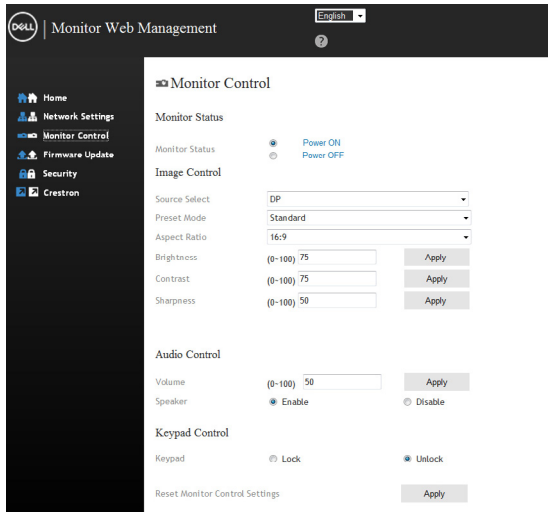 DELL | Monitor Web Management
English
?
Home
Network Settings
Monitor Control
Firmware Update
Security
Crestron
Monitor Control
Monitor Status
Monitor Status Power ON
Power OFF
Image Control
Source Select DP
Preset Mode Standard
Aspect Ratio 16:9
Brightness (0~100) 75 Apply
Contrast (0~100) 75 Apply
Sharpness (0~100) 50 Apply
Audio Control
Volume (0~100) 50 Apply
Speaker Enable Disable
Keypad Control
Keypad Lock Unlock
Reset Monitor Control Settings Apply